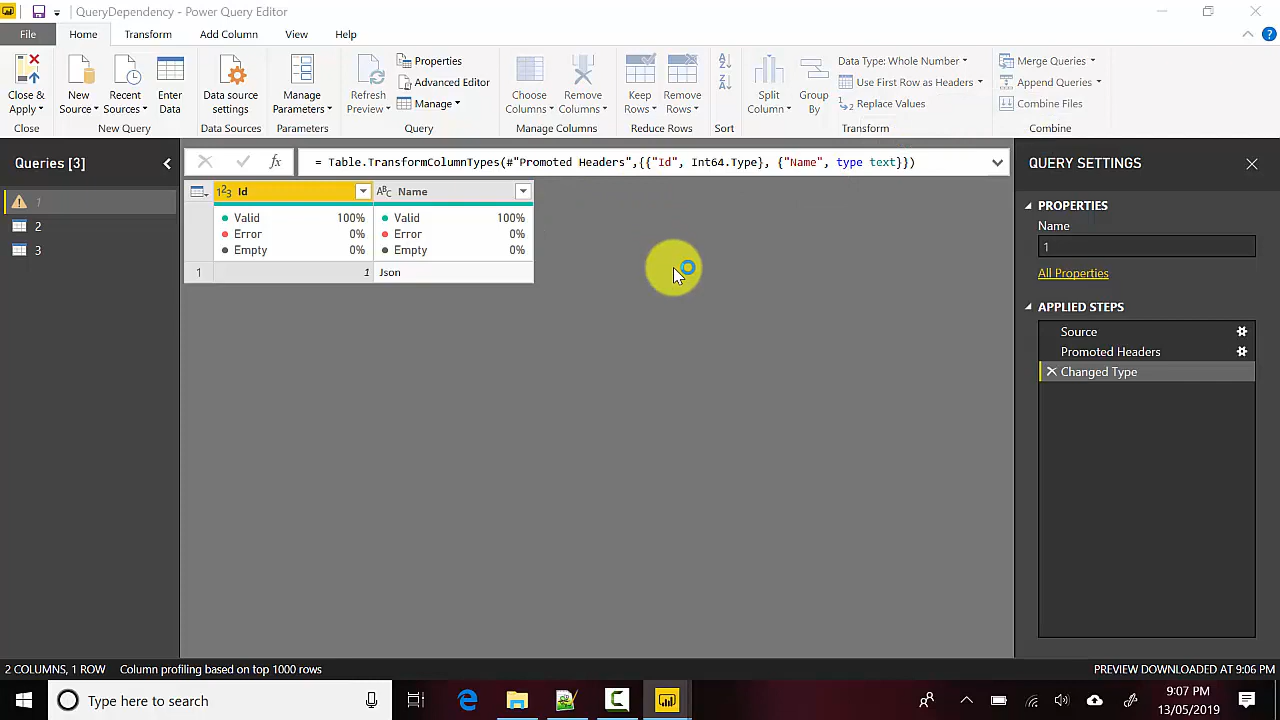 QueryDependency - Power Query Editor
File Home Transform Add Column View Help
Close & Apply
New Source
Recent Sources
Enter Data
Data source settings
Manage Parameters
Refresh Preview
Properties
Advanced Editor
Manage
Choose Columns
Remove Columns
Keep Rows
Remove Rows
Split Column
Group By
Data Type: Whole Number
Use First Row as Headers
Replace Values
Merge Queries
Append Queries
Combine Files
Close New Query Data Sources Parameters Query Manage Columns Reduce Rows Sort Transform Combine
Queries [3]
1
2
3
= Table.TransformColumnTypes(#"Promoted Headers",{{"Id", Int64.Type}, {"Name", type text}})
Id Name
Valid 100% Valid 100%
Error 0% Error 0%
Empty 0% Empty 0%
1 1 Json
QUERY SETTINGS
PROPERTIES
Name
1
All Properties
APPLIED STEPS
Source
Promoted Headers
Changed Type
2 COLUMNS, 1 ROW Column profiling based on top 1000 rows PREVIEW DOWNLOADED AT 9:06 PM
Type here to search
9:07 PM
13/05/2019